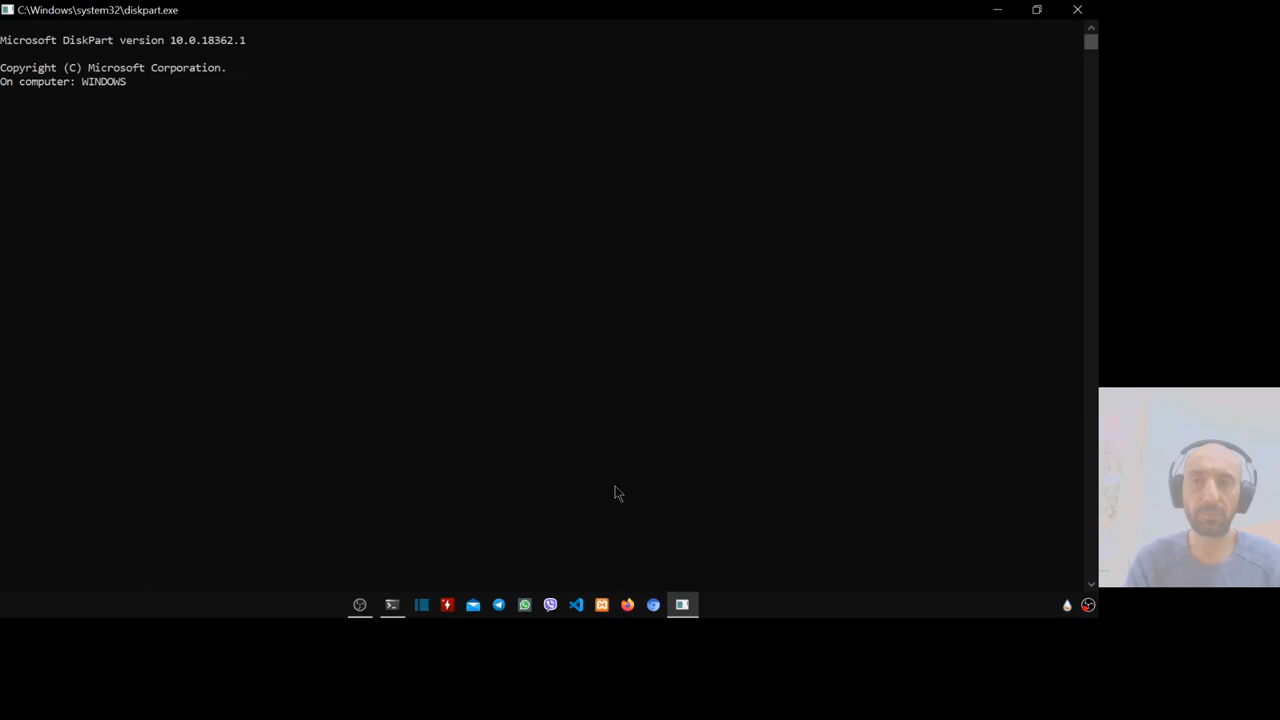 C:\Windows\system32\diskpart.exe
Microsoft DiskPart version 10.0.18362.1
Copyright (C) Microsoft Corporation.
On computer: WINDOWS